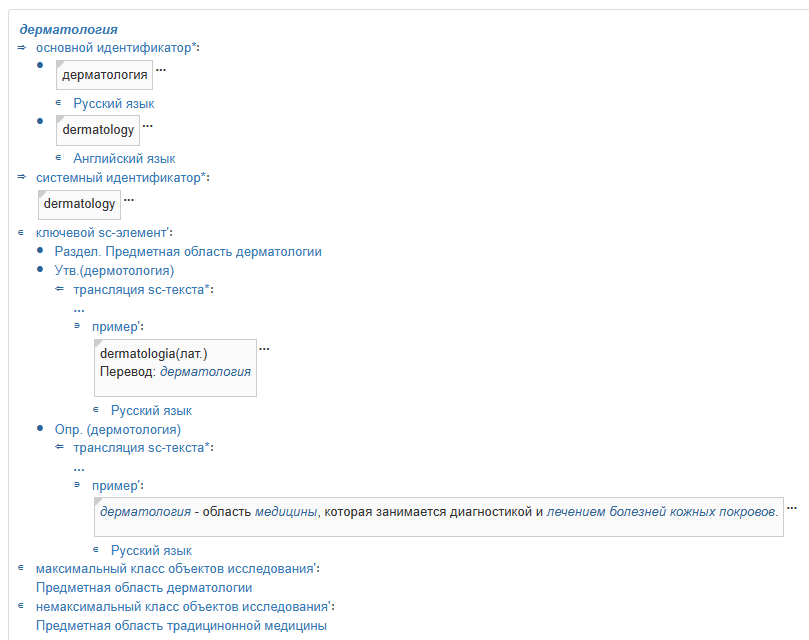 дерматология
⇒ основной идентификатор*:
• дерматология ...
∈ Русский язык
• dermatology ...
∈ Английский язык
⇒ системный идентификатор*:
dermatology ...
∈ ключевой sc-элемент':
• Раздел. Предметная область дерматологии
• Утв.(дермотология)
⇐ трансляция sc-текста*:
...
∋ пример':
dermatologia(лат.) ...
Перевод: дерматология
∈ Русский язык
• Опр. (дермотология)
⇐ трансляция sc-текста*:
...
∋ пример':
дерматология - область медицины, которая занимается диагностикой и лечением болезней кожных покровов. ...
∈ Русский язык
∈ максимальный класс объектов исследования':
Предметная область дерматологии
∈ немаксимальный класс объектов исследования':
Предметная область традицинонной медицины